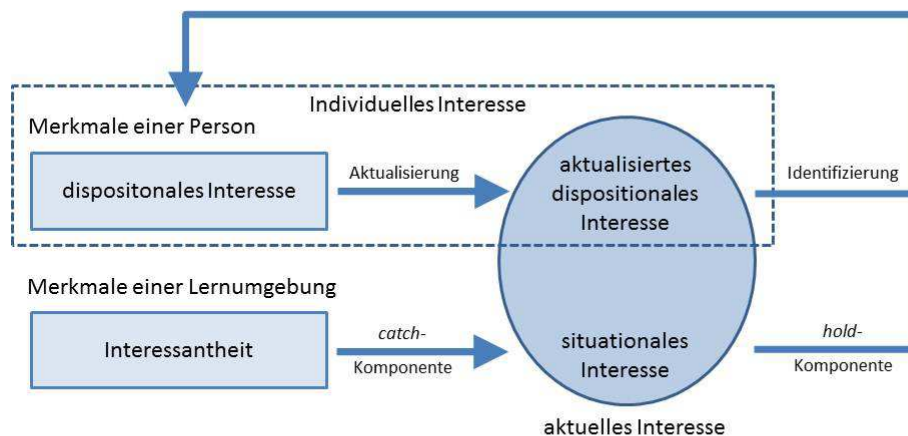 Individuelles Interesse
Merkmale einer Person
dispositonales Interesse
Aktualisierung
aktualisiertes
dispositionales
Interesse
Identifizierung
Merkmale einer Lernumgebung
Interessantheit
catch-
Komponente
situationales
Interesse
hold-
Komponente
aktuelles Interesse